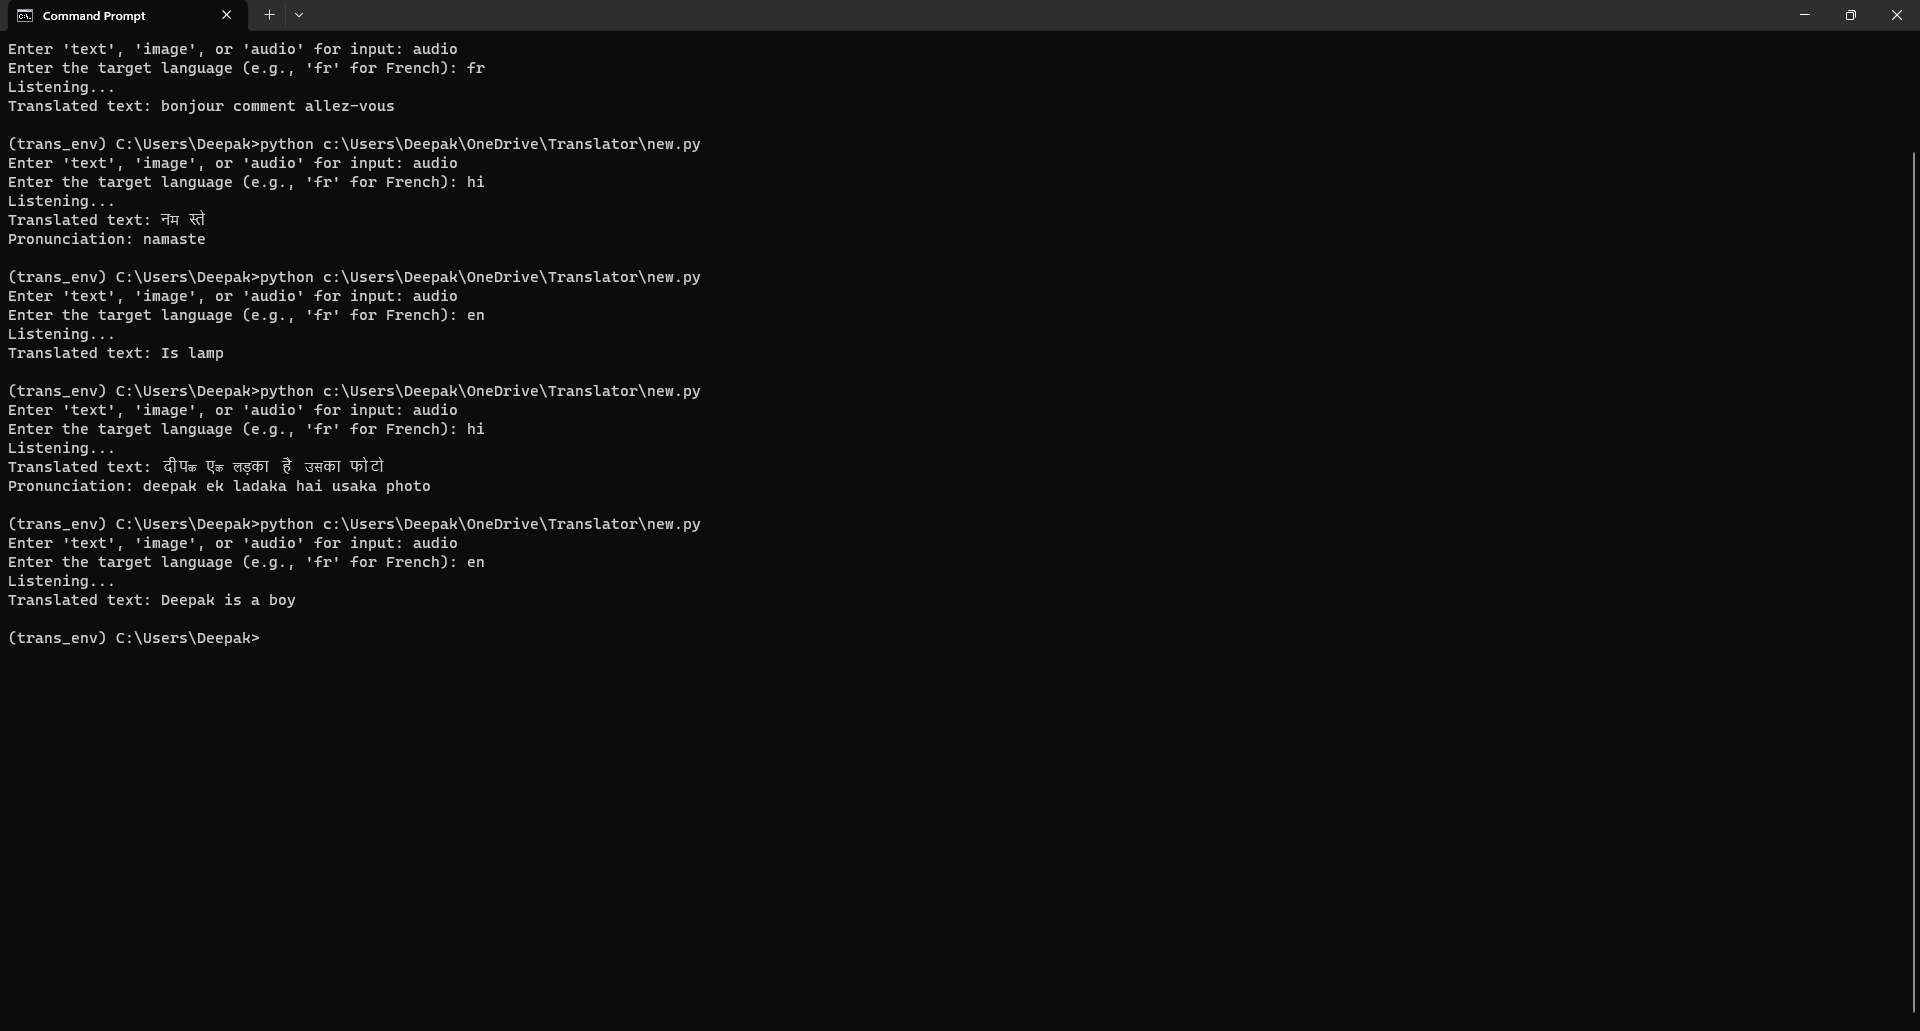 Command Prompt
Enter 'text', 'image', or 'audio' for input: audio
Enter the target language (e.g., 'fr' for French): fr
Listening...
Translated text: bonjour comment allez-vous
(trans_env) C:\Users\Deepak>python c:\Users\Deepak\OneDrive\Translator\new.py
Enter 'text', 'image', or 'audio' for input: audio
Enter the target language (e.g., 'fr' for French): hi
Listening...
Translated text: नमस्ते
Pronunciation: namaste
(trans_env) C:\Users\Deepak>python c:\Users\Deepak\OneDrive\Translator\new.py
Enter 'text', 'image', or 'audio' for input: audio
Enter the target language (e.g., 'fr' for French): en
Listening...
Translated text: Is lamp
(trans_env) C:\Users\Deepak>python c:\Users\Deepak\OneDrive\Translator\new.py
Enter 'text', 'image', or 'audio' for input: audio
Enter the target language (e.g., 'fr' for French): hi
Listening...
Translated text: दीपक एक लड़का है उसका फोटो
Pronunciation: deepak ek ladaka hai usaka photo
(trans_env) C:\Users\Deepak>python c:\Users\Deepak\OneDrive\Translator\new.py
Enter 'text', 'image', or 'audio' for input: audio
Enter the target language (e.g., 'fr' for French): en
Listening...
Translated text: Deepak is a boy
(trans_env) C:\Users\Deepak>